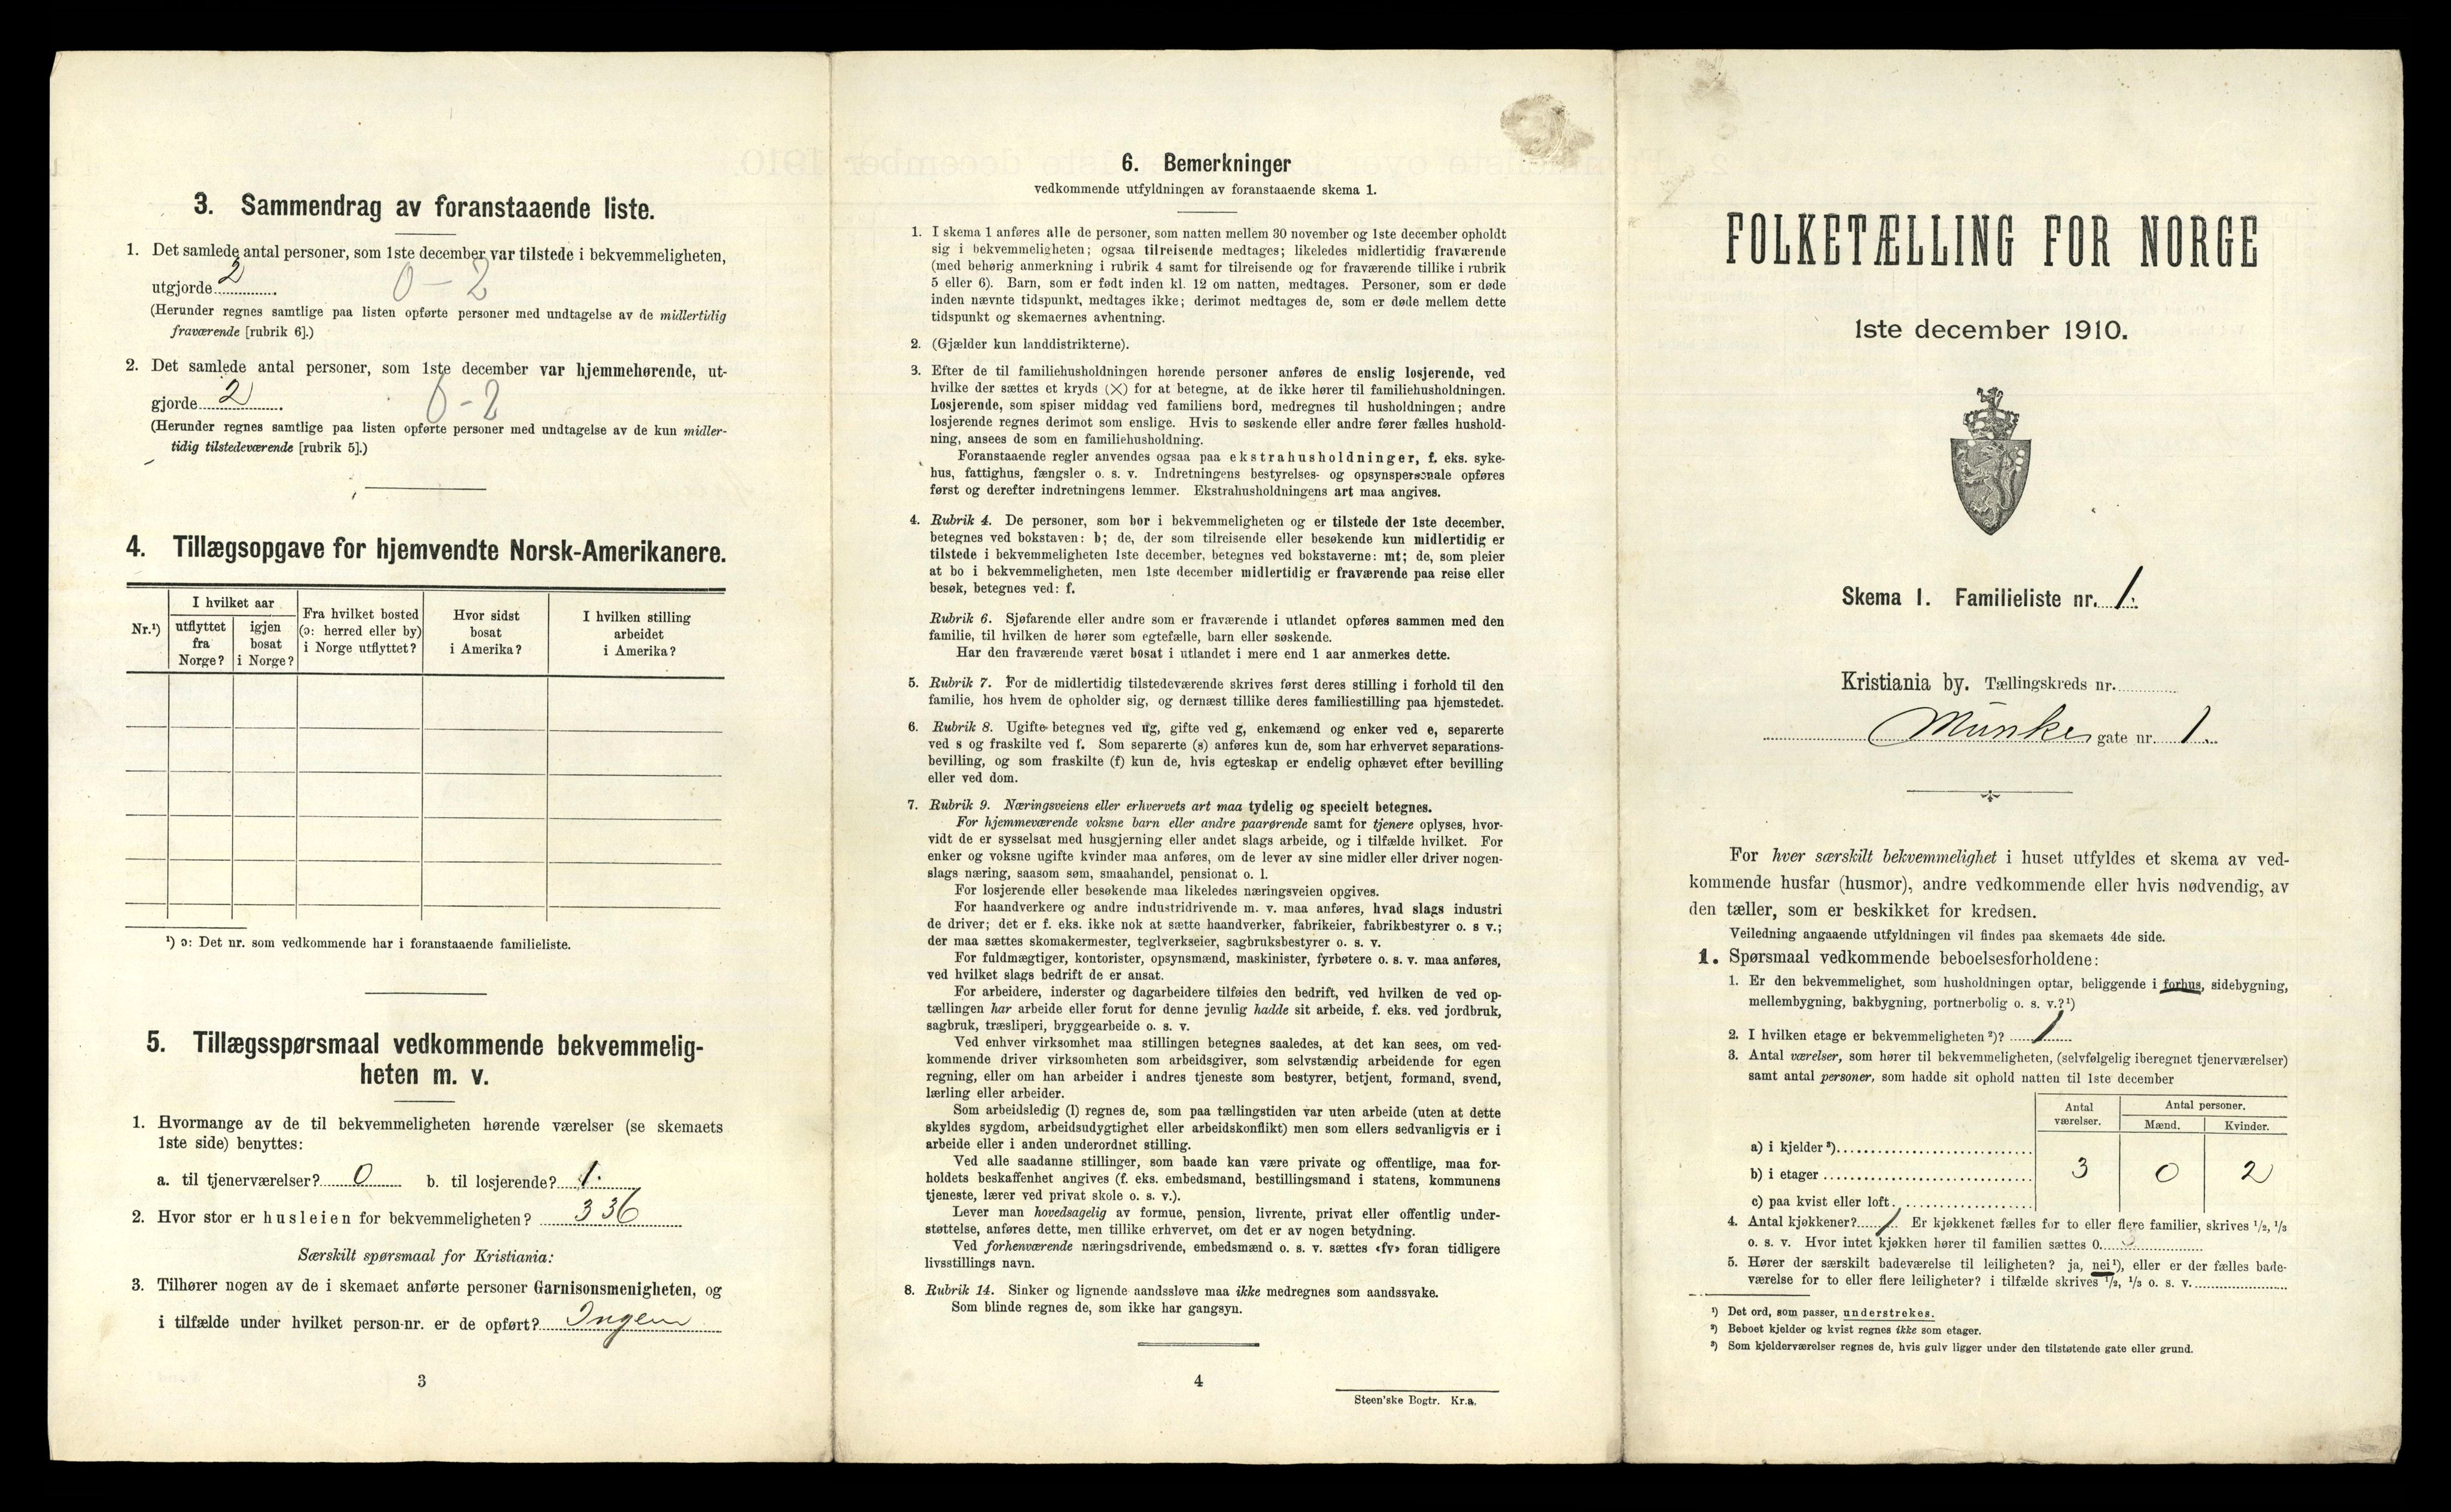 3. Sammendrag av foranstaaende liste.
1. Det samlede antal personer, som 1ste december var tilstede i bekvemmeligheten,
utgjorde 2 0 – 2
(Herunder regnes samtlige paa listen opførte personer med undtagelse av de midlertidig
fraværende [rubrik 6].)
2. Det samlede antal personer, som 1ste december var hjemmehørende, ut-
gjorde 2 0 - 2
(Herunder regnes samtlige paa listen opførte personer med undtagelse av de kun midler-
tidig tilstedeværende [rubrik 5].)
4. Tillægsopgave for hjemvendte Norsk-Amerikanere.
Nr.¹)
I hvilket aar
utflyttet
fra
Norge?
igjen
bosat
i Norge?
Fra hvilket bosted
(ɔ: herred eller by)
i Norge utflyttet?
Hvor sidst
bosat
i Amerika?
I hvilken stilling
arbeidet
i Amerika?
¹) ɔ: Det nr. som vedkommende har i foranstaaende familieliste.
5. Tillægsspørsmaal vedkommende bekvemmelig-
heten m. v.
1. Hvormange av de til bekvemmeligheten hørende værelser (se skemaets
1ste side) benyttes:
a. til tjenerværelser? 0 b. til losjerende? 1.
2. Hvor stor er husleien for bekvemmeligheten? 336
Særskilt spørsmaal for Kristiania:
3. Tilhører nogen av de i skemaet anførte personer Garnisonsmenigheten, og
i tilfælde under hvilket person-nr. er de opført? Ingen
3
6. Bemerkninger
vedkommende utfyldningen av foranstaaende skema 1.
1. I skema 1 anføres alle de personer, som natten mellem 30 november og 1ste december opholdt
sig i bekvemmeligheten; ogsaa tilreisende medtages; likeledes midlertidig fraværende
(med behørig anmerkning i rubrik 4 samt for tilreisende og for fraværende tillike i rubrik
5 eller 6). Barn, som er født inden kl. 12 om natten, medtages. Personer, som er døde
inden nævnte tidspunkt, medtages ikke; derimot medtages de, som er døde mellem dette
tidspunkt og skemaernes avhentning.
2. (Gjælder kun landdistrikterne).
3. Efter de til familiehusholdningen hørende personer anføres de enslig losjerende, ved
hvilke der sættes et kryds (×) for at betegne, at de ikke hører til familiehusholdningen.
Losjerende, som spiser middag ved familiens bord, medregnes til husholdningen; andre
losjerende regnes derimot som enslige. Hvis to søskende eller andre fører fælles hushold-
ning, ansees de som en familiehusholdning.
Foranstaaende regler anvendes ogsaa paa ekstrahusholdninger, f. eks. syke-
hus, fattighus, fængsler o. s. v. Indretningens bestyrelses- og opsynspersonale opføres
først og derefter indretningens lemmer. Ekstrahusholdningens art maa angives.
4. Rubrik 4. De personer, som bor i bekvemmeligheten og er tilstede der 1ste december,
betegnes ved bokstaven: b; de, der som tilreisende eller besøkende kun midlertidig er
tilstede i bekvemmeligheten 1ste december, betegnes ved bokstaverne: mt; de, som pleier
at bo i bekvemmeligheten, men 1ste december midlertidig er fraværende paa reise eller
besøk, betegnes ved: f.
Rubrik 6. Sjøfarende eller andre som er fraværende i utlandet opføres sammen med den
familie, til hvilken de hører som egtefælle, barn eller søskende.
Har den fraværende været bosat i utlandet i mere end 1 aar anmerkes dette.
5. Rubrik 7. For de midlertidig tilstedeværende skrives først deres stilling i forhold til den
familie, hos hvem de opholder sig, og dernæst tillike deres familiestilling paa hjemstedet.
6. Rubrik 8. Ugifte betegnes ved ug, gifte ved g, enkemænd og enker ved e, separerte
ved s og fraskilte ved f. Som separerte (s) anføres kun de, som har erhvervet separations-
bevilling, og som fraskilte (f) kun de, hvis egteskap er endelig ophævet efter bevilling
eller ved dom.
7. Rubrik 9. Næringsveiens eller erhvervets art maa tydelig og specielt betegnes.
For hjemmeværende voksne barn eller andre paarørende samt for tjenere oplyses, hvor-
vidt de er sysselsat med husgjerning eller andet slags arbeide, og i tilfælde hvilket. For
enker og voksne ugifte kvinder maa anføres, om de lever av sine midler eller driver nogen-
slags næring, saasom søm, smaahandel, pensionat o. l.
For losjerende eller besøkende maa likeledes næringsveien opgives.
For haandverkere og andre industridrivende m. v. maa anføres, hvad slags industri
de driver; det er f. eks. ikke nok at sætte haandverker, fabrikeier, fabrikbestyrer o. s v.;
der maa sættes skomakermester, teglverkseier, sagbruksbestyrer o. s. v.
For fuldmægtiger, kontorister, opsynsmænd, maskinister, fyrbøtere o. s. v. maa anføres,
ved hvilket slags bedrift de er ansat.
For arbeidere, inderster og dagarbeidere tilføies den bedrift, ved hvilken de ved op-
tællingen har arbeide eller forut for denne jevnlig hadde sit arbeide, f. eks. ved jordbruk,
sagbruk, træsliperi, bryggearbeide o. s. v.
Ved enhver virksomhet maa stillingen betegnes saaledes, at det kan sees, om ved-
kommende driver virksomheten som arbeidsgiver, som selvstændig arbeidende for egen
regning, eller om han arbeider i andres tjeneste som bestyrer, betjent, formand, svend,
lærling eller arbeider.
Som arbeidsledig (l) regnes de, som paa tællingstiden var uten arbeide (uten at dette
skyldes sygdom, arbeidsudygtighet eller arbeidskonflikt) men som ellers sedvanligvis er i
arbeide eller i anden underordnet stilling.
Ved alle saadanne stillinger, som baade kan være private og offentlige, maa for-
holdets beskaffenhet angives (f. eks. embedsmand, bestillingsmand i statens, kommunens
tjeneste, lærer ved privat skole o. s. v.).
Lever man hovedsagelig av formue, pension, livrente, privat eller offentlig under-
støttelse, anføres dette, men tillike erhvervet, om det er av nogen betydning.
Ved forhenværende næringsdrivende, embedsmænd o. s. v. sættes «fv» foran tidligere
livsstillings navn.
8. Rubrik 14. Sinker og lignende aandssløve maa ikke medregnes som aandssvake.
Som blinde regnes de, som ikke har gangsyn.
4
Steen'ske Bogtr. Kr.a.
FOLKETÆLLING FOR NORGE
1ste december 1910.
Skema I. Familieliste nr. 1.
Kristiania by. Tællingskreds nr.
Munkes gate nr. 1.
For hver særskilt bekvemmelighet i huset utfyldes et skema av ved-
kommende husfar (husmor), andre vedkommende eller hvis nødvendig, av
den tæller, som er beskikket for kredsen.
Veiledning angaaende utfyldningen vil findes paa skemaets 4de side.
1. Spørsmaal vedkommende beboelsesforholdene:
1. Er den bekvemmelighet, som husholdningen optar, beliggende i forhus, sidebygning,
mellembygning, bakbygning, portnerbolig o. s. v.?¹)
2. I hvilken etage er bekvemmeligheten²)? 1
3. Antal værelser, som hører til bekvemmeligheten, (selvfølgelig iberegnet tjenerværelser)
samt antal personer, som hadde sit ophold natten til 1ste december
Antal
værelser.
Antal personer.
Mænd. Kvinder.
a) i kjelder³)
b) i etager 3 0 2
c) paa kvist eller loft
4. Antal kjøkkener? 1 Er kjøkkenet fælles for to eller flere familier, skrives 1/2, 1/3
o. s. v. Hvor intet kjøkken hører til familien sættes 0.
5. Hører der særskilt badeværelse til leiligheten? ja, nei¹), eller er der fælles bade-
værelse for to eller flere leiligheter? i tilfælde skrives 1/2, 1/3 o. s. v.
¹) Det ord, som passer, understrekes.
²) Beboet kjelder og kvist regnes ikke som etager.
³) Som kjelderværelser regnes de, hvis gulv ligger under den tilstøtende gate eller grund.